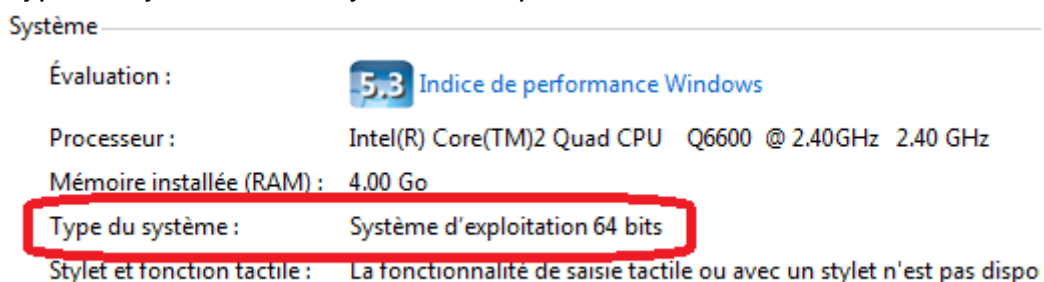 Système
Évaluation : 5.3 Indice de performance Windows
Processeur : Intel(R) Core(TM)2 Quad CPU Q6600 @ 2.40GHz 2.40 GHz
Mémoire installée (RAM) : 4.00 Go
Type du système : Système d'exploitation 64 bits
Stylet et fonction tactile : La fonctionnalité de saisie tactile ou avec un stylet n'est pas dispo